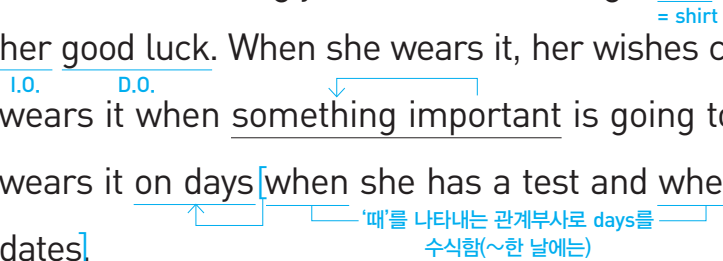 = shirt
her good luck. When she wears it, her wishes
I.O. D.O.
wears it when something important is going to
wears it on days [when she has a test and
'때'를 나타내는 관계부사로 days를
수식함(~한 날에는)
dates].